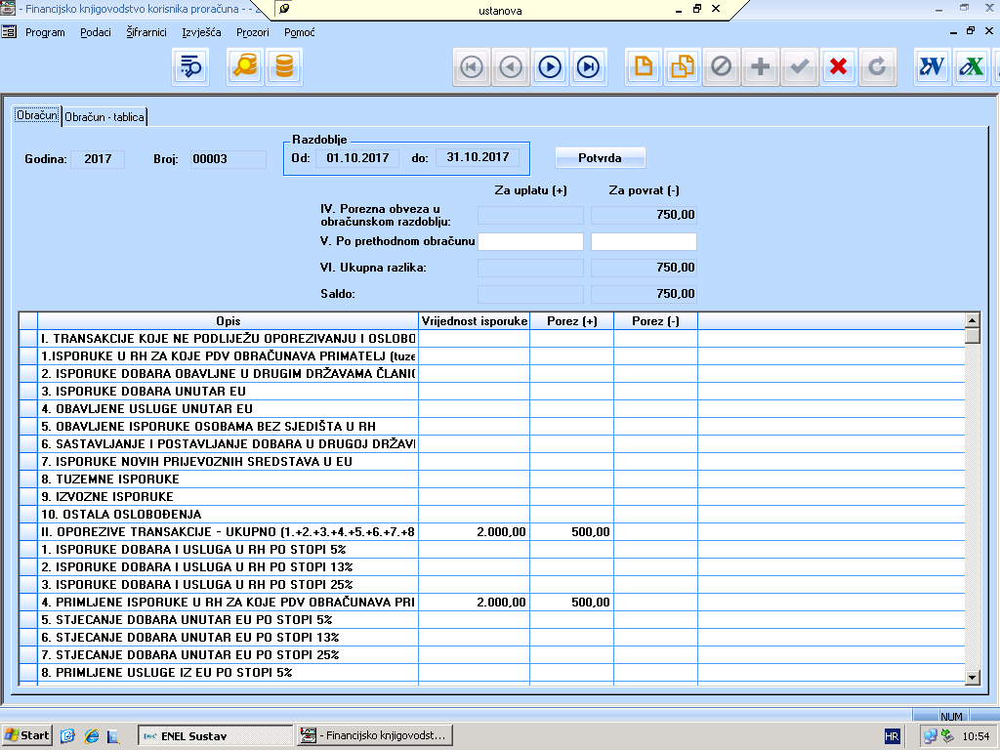 - Financijsko knjigovodstvo korisnika proračuna - -
ustanova
Program Podaci Šifrarnici Izvješća Prozori Pomoć
Obračun Obračun - tablica
Razdoblje
Godina: 2017 Broj: 00003 Od: 01.10.2017 do: 31.10.2017 Potvrda
Za uplatu (+) Za povrat (-)
IV. Porezna obveza u
obračunskom razdoblju: 750,00
V. Po prethodnom obračunu
VI. Ukupna razlika: 750,00
Saldo: 750,00
Opis Vrijednost isporuke Porez (+) Porez (-)
I. TRANSAKCIJE KOJE NE PODLIJEŽU OPOREZIVANJU I OSLOBO
1.ISPORUKE U RH ZA KOJE PDV OBRAČUNAVA PRIMATELJ (tuze
2. ISPORUKE DOBARA OBAVLJNE U DRUGIM DRŽAVAMA ČLANIC
3. ISPORUKE DOBARA UNUTAR EU
4. OBAVLJENE USLUGE UNUTAR EU
5. OBAVLJENE ISPORUKE OSOBAMA BEZ SJEDIŠTA U RH
6. SASTAVLJANJE I POSTAVLJANJE DOBARA U DRUGOJ DRŽAVI
7. ISPORUKE NOVIH PRIJEVOZNIH SREDSTAVA U EU
8. TUZEMNE ISPORUKE
9. IZVOZNE ISPORUKE
10. OSTALA OSLOBOĐENJA
II. OPOREZIVE TRANSAKCIJE - UKUPNO (1.+2.+3.+4.+5.+6.+7.+8 2.000,00 500,00
1. ISPORUKE DOBARA I USLUGA U RH PO STOPI 5%
2. ISPORUKE DOBARA I USLUGA U RH PO STOPI 13%
3. ISPORUKE DOBARA I USLUGA U RH PO STOPI 25%
4. PRIMLJENE ISPORUKE U RH ZA KOJE PDV OBRAČUNAVA PRI 2.000,00 500,00
5. STJECANJE DOBARA UNUTAR EU PO STOPI 5%
6. STJECANJE DOBARA UNUTAR EU PO STOPI 13%
7. STJECANJE DOBARA UNUTAR EU PO STOPI 25%
8. PRIMLJENE USLUGE IZ EU PO STOPI 5%
NUM
Start ENEL Sustav - Financijsko knjigovodst... HR 10:54